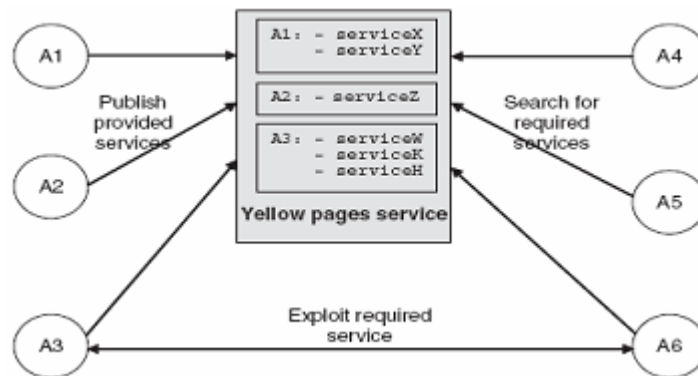 A1
A1: - serviceX
- serviceY
A4
Publish
provided
services
A2: - serviceZ
Search for
required
services
A3: - serviceW
- serviceK
- serviceH
A2
A5
Yellow pages service
Exploit required
service
A3
A6